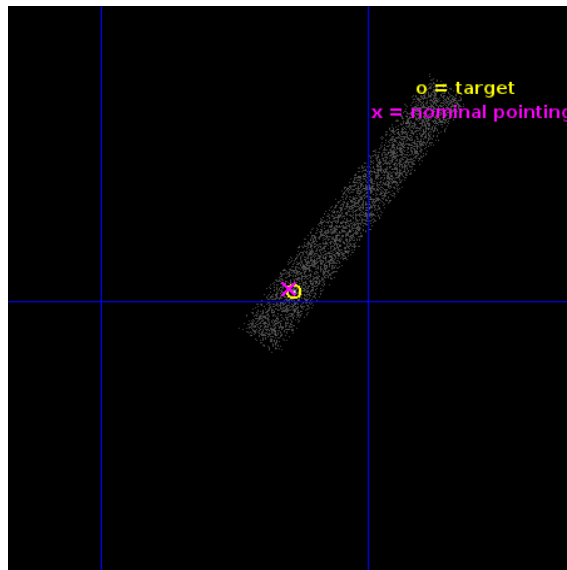 o = target
x = nominal pointing